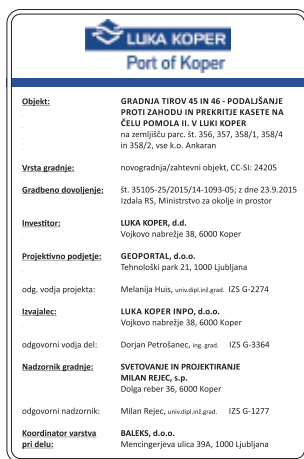 LUKA KOPER
Port of Koper
Objekt: GRADNJA TIROV 45 IN 46 - PODALJŠANJE
PROTI ZAHODU IN PREKRITJE KASETE NA
ČELU POMOLA II. V LUKI KOPER
na zemljišču parc. št. 356, 357, 358/1, 358/4
in 358/2, vse k.o. Ankaran
Vrsta gradnje: novogradnja/zahtevni objekt, CC-SI: 24205
Gradbeno dovoljenje: št. 35105-25/2015/14-1093-05; z dne 23.9.2015
Izdala RS, Ministrstvo za okolje in prostor
Investitor: LUKA KOPER, d.d.
Vojkovo nabrežje 38, 6000 Koper
Projektivno podjetje: GEOPORTAL, d.o.o.
Tehnološki park 21, 1000 Ljubljana
odg. vodja projekta: Melanija Huis, univ.dipl.inž.grad. IZS G-2274
Izvajalec: LUKA KOPER INPO, d.o.o.
Vojkovo nabrežje 38, 6000 Koper
odgovorni vodja del: Dorjan Petrošanec, ing. grad. IZS G-3364
Nadzornik gradnje: SVETOVANJE IN PROJEKTIRANJE
MILAN REJEC, s.p.
Dolga reber 36, 6000 Koper
odgovorni nadzornik: Milan Rejec, univ.dipl.inž.grad. IZS G-1277
Koordinator varstva BALEKS, d.o.o.
pri delu: Mencingerjeva ulica 39A, 1000 Ljubljana